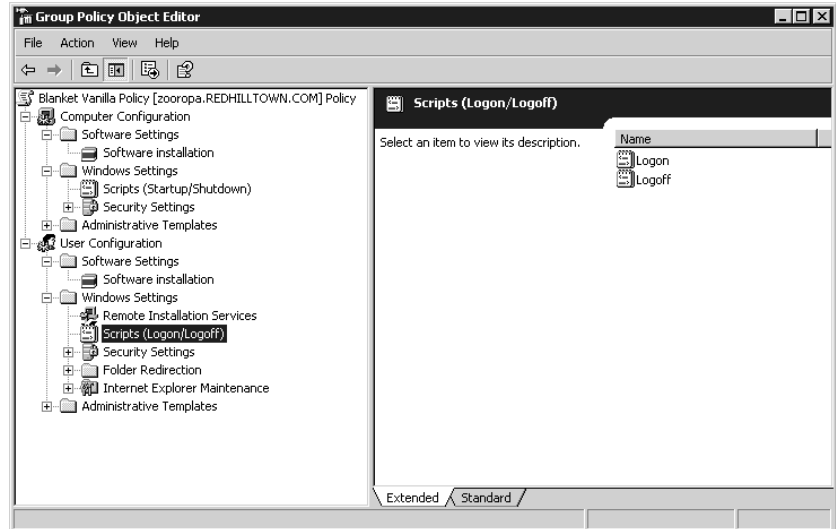 Group Policy Object Editor
File Action View Help
Blanket Vanilla Policy [zooropa.REDHILLTOWN.COM] Policy
Computer Configuration
Software Settings
Software installation
Windows Settings
Scripts (Startup/Shutdown)
Security Settings
Administrative Templates
User Configuration
Software Settings
Software installation
Windows Settings
Remote Installation Services
Scripts (Logon/Logoff)
Security Settings
Folder Redirection
Internet Explorer Maintenance
Administrative Templates
Scripts (Logon/Logoff)
Select an item to view its description.
Name
Logon
Logoff
Extended Standard